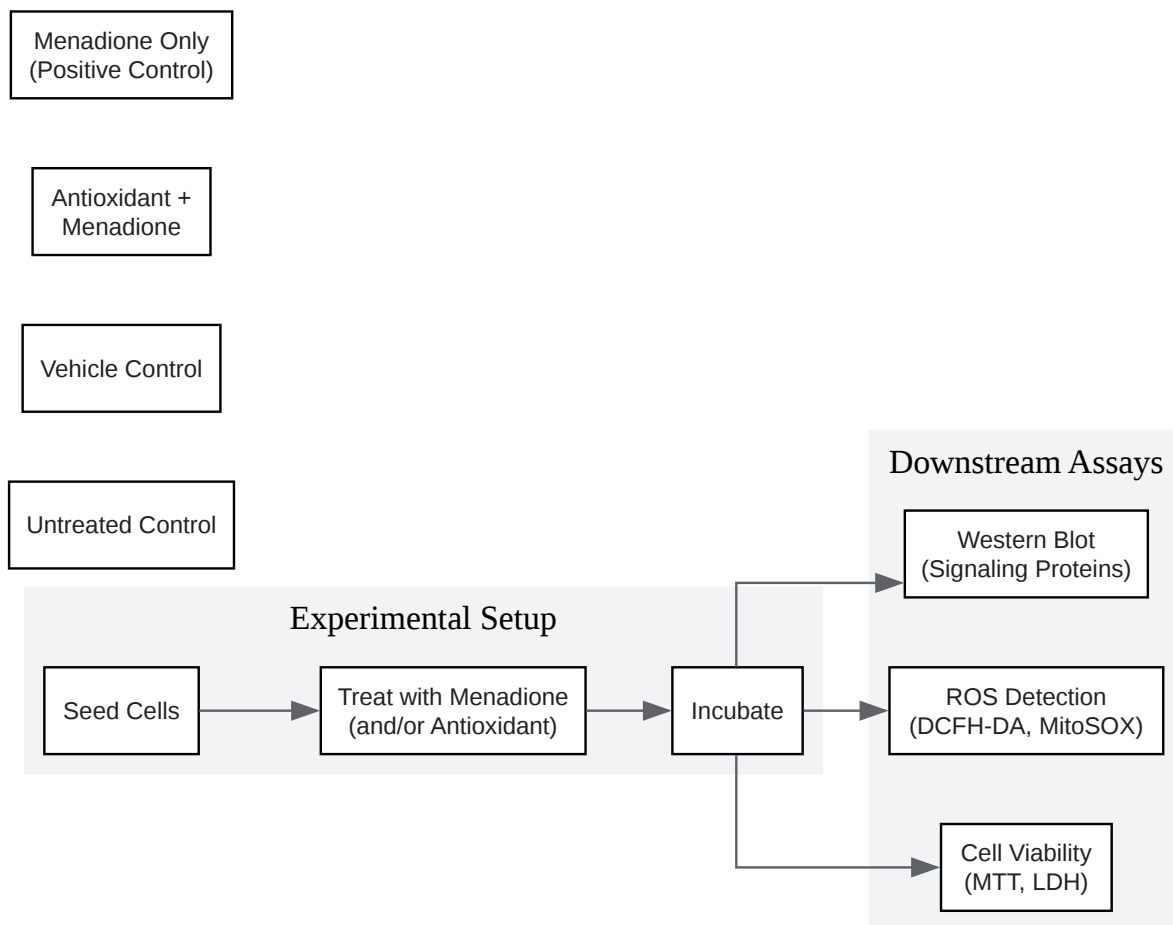 Menadione Only
(Positive Control)
Antioxidant +
Menadione
Vehicle Control
Untreated Control
Experimental Setup
Seed Cells
Treat with Menadione
(and/or Antioxidant)
Incubate
Downstream Assays
Western Blot
(Signaling Proteins)
ROS Detection
(DCFH-DA, MitoSOX)
Cell Viability
(MTT, LDH)